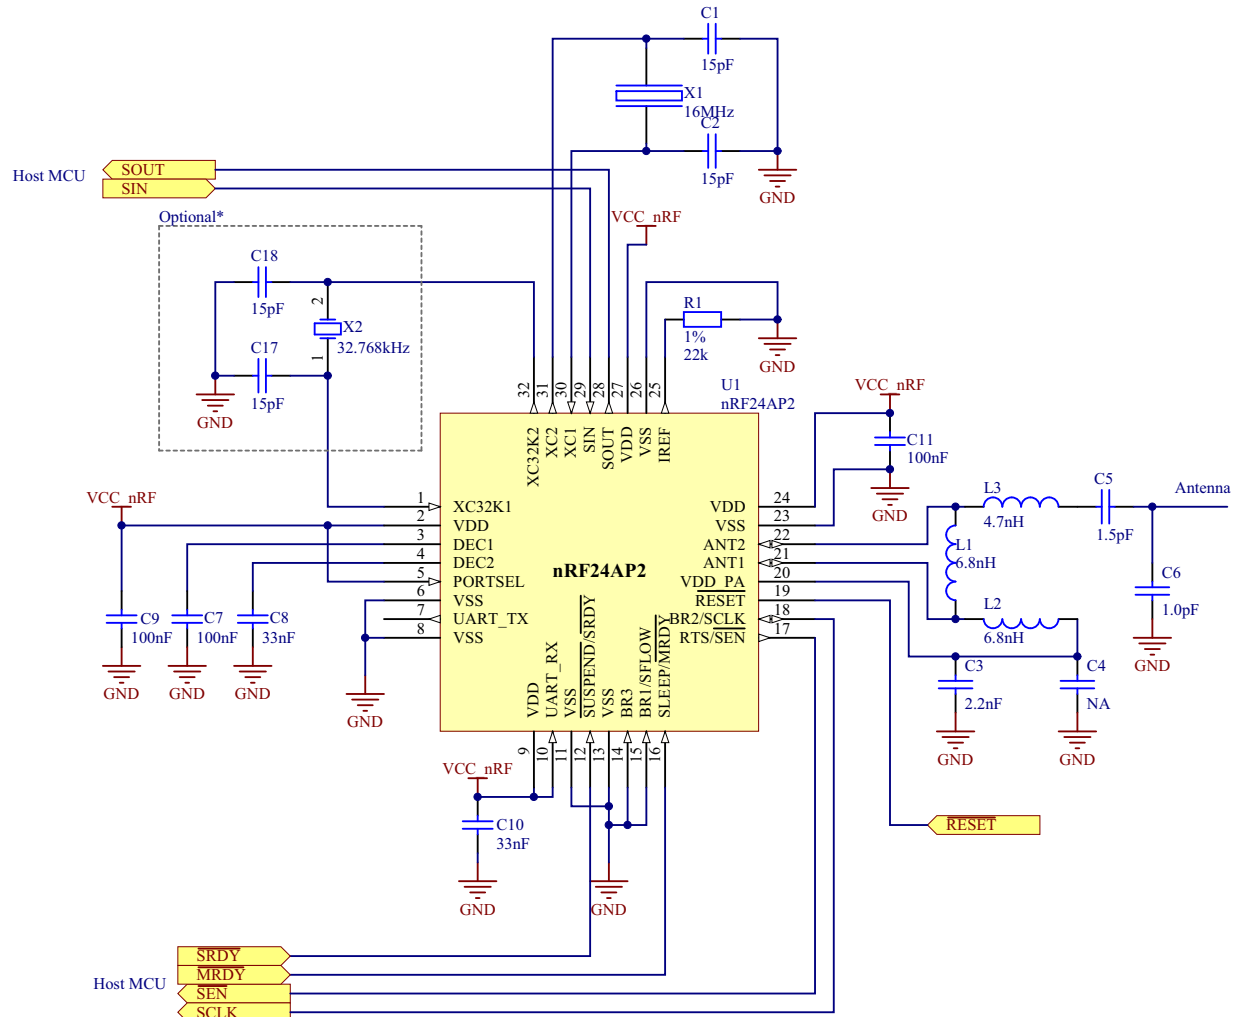 C1
15pF
X1
16MHz
C2
15pF
GND
Host MCU
SOUT
SIN
Optional*
VCC_nRF
C18
15pF
2
X2
32.768kHz
1
C17
15pF
GND
R1
1%
22k
GND
32
31
30
29
28
27
26
25
U1
nRF24AP2
VCC_nRF
C11
100nF
GND
XC32K2
XC2
XC1
SIN
SOUT
VDD
VSS
IREF
VCC_nRF
1 XC32K1
2 VDD
3 DEC1
4 DEC2
5 PORTSEL
6 VSS
7 UART_TX
8 VSS
nRF24AP2
VDD 24
VSS 23
ANT2 22
ANT1 21
VDD_PA 20
RESET 19
BR2/SCLK 18
RTS/SEN 17
L3
4.7nH
C5
1.5pF
Antenna
L1
6.8nH
C6
1.0pF
GND
L2
6.8nH
C3
2.2nF
GND
C4
NA
GND
C9
100nF
GND
C7
100nF
GND
C8
33nF
GND
GND
VDD
UART_RX
VSS
SUSPEND/SRDY
VSS
BR3
BR1/SFLOW
SLEEP/MRDY
9
10
11
12
13
14
15
16
VCC_nRF
C10
33nF
GND
GND
RESET
Host MCU
SRDY
MRDY
SEN
SCLK